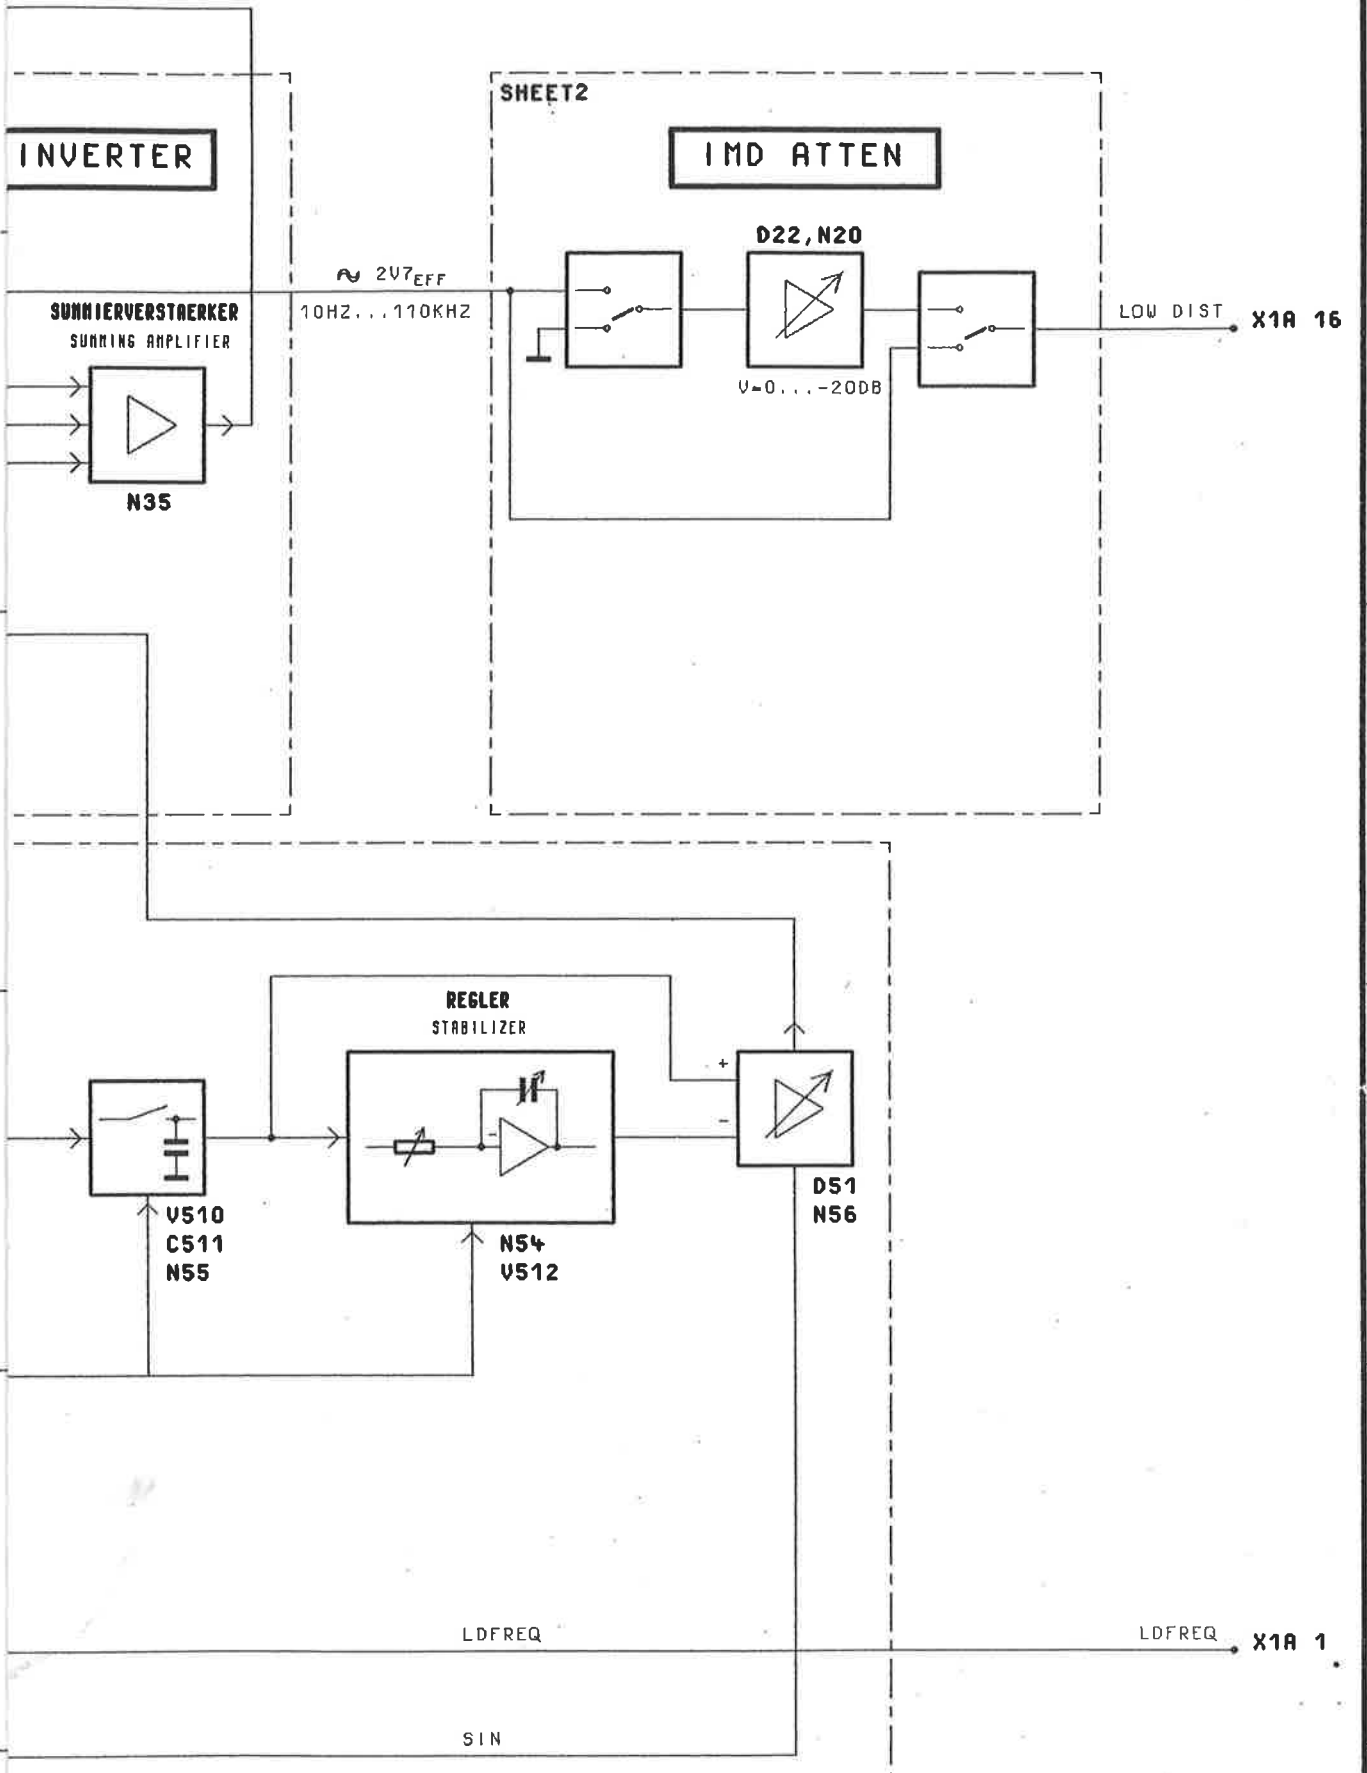 SHEET2
INVERTER
IMD ATTEN
D22,N20
∿ 2V7EFF
10HZ...110KHZ
SUMMIERVERSTAERKER
SUMMING AMPLIFIER
LOW DIST
X1A 16
V=0...-20DB
N35
REGLER
STABILIZER
+
-
-
D51
N56
V510
C511
N55
N54
V512
LDFREQ
LDFREQ
X1A 1
SIN